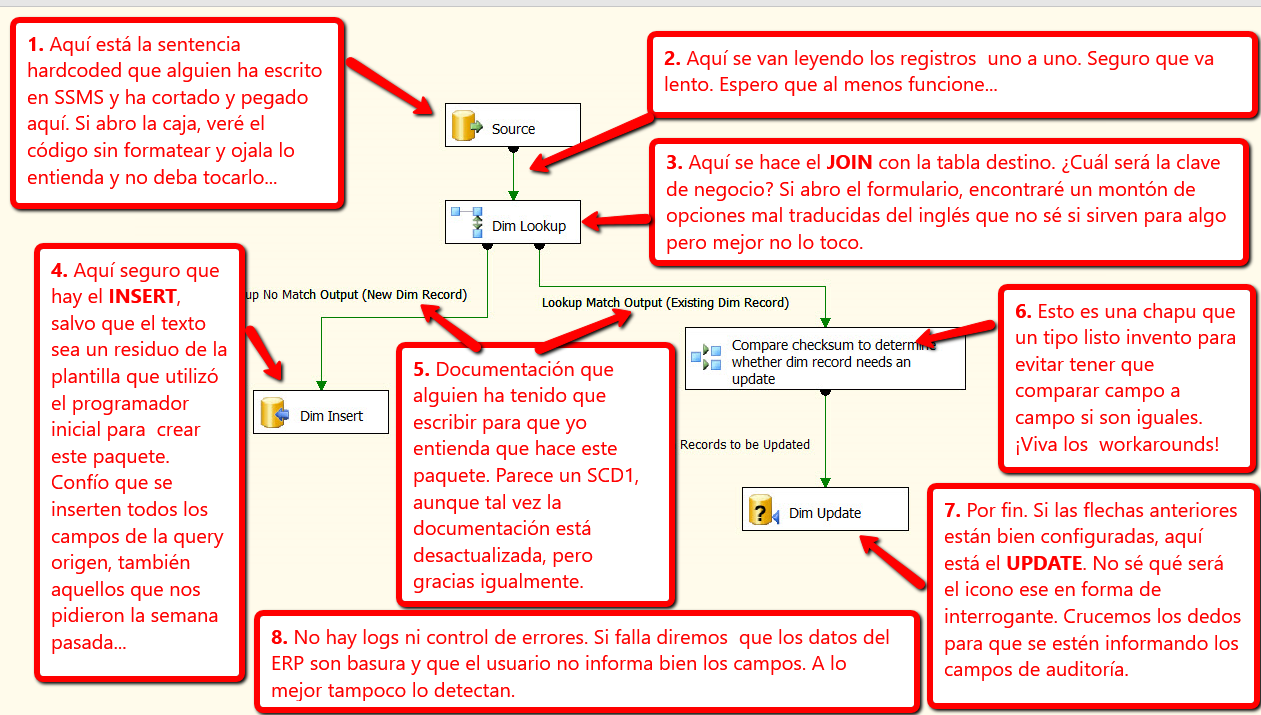 1. Aquí está la sentencia
hardcoded que alguien ha escrito
en SSMS y ha cortado y pegado
aquí. Si abro la caja, veré el
código sin formatear y ojala lo
entienda y no deba tocarlo...
2. Aquí se van leyendo los registros uno a uno. Seguro que va
lento. Espero que al menos funcione...
Source
3. Aquí se hace el JOIN con la tabla destino. ¿Cuál será la clave
de negocio? Si abro el formulario, encontraré un montón de
opciones mal traducidas del inglés que no sé si sirven para algo
pero mejor no lo toco.
Dim Lookup
4. Aquí seguro que
hay el INSERT,
salvo que el texto
sea un residuo de la
plantilla que utilizó
el programador
inicial para crear
este paquete.
Confío que se
inserten todos los
campos de la query
origen, también
aquellos que nos
pidieron la semana
pasada...
up No Match Output (New Dim Record)
Lookup Match Output (Existing Dim Record)
Dim Insert
5. Documentación que
alguien ha tenido que
escribir para que yo
entienda que hace este
paquete. Parece un SCD1,
aunque tal vez la
documentación está
desactualizada, pero
gracias igualmente.
Compare checksum to determine
whether dim record needs an
update
6. Esto es una chapu que
un tipo listo invento para
evitar tener que
comparar campo a
campo si son iguales.
¡Viva los workarounds!
Records to be Updated
Dim Update
7. Por fin. Si las flechas anteriores
están bien configuradas, aquí
está el UPDATE. No sé qué será
el icono ese en forma de
interrogante. Crucemos los dedos
para que se estén informando los
campos de auditoría.
8. No hay logs ni control de errores. Si falla diremos que los datos del
ERP son basura y que el usuario no informa bien los campos. A lo
mejor tampoco lo detectan.